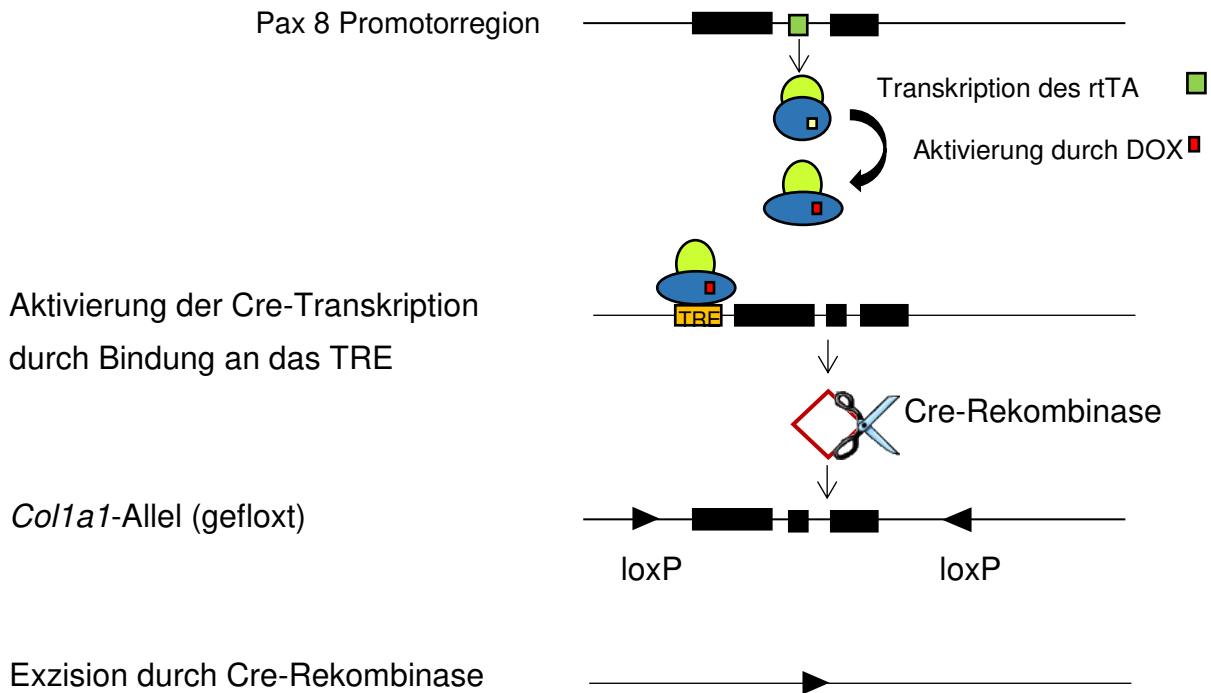 Pax 8 Promotorregion
Transkription des rtTA
Aktivierung durch DOX
Aktivierung der Cre-Transkription
durch Bindung an das TRE
TRE
Cre-Rekombinase
Col1a1-Allel (gefloxt)
loxP loxP
Exzision durch Cre-Rekombinase